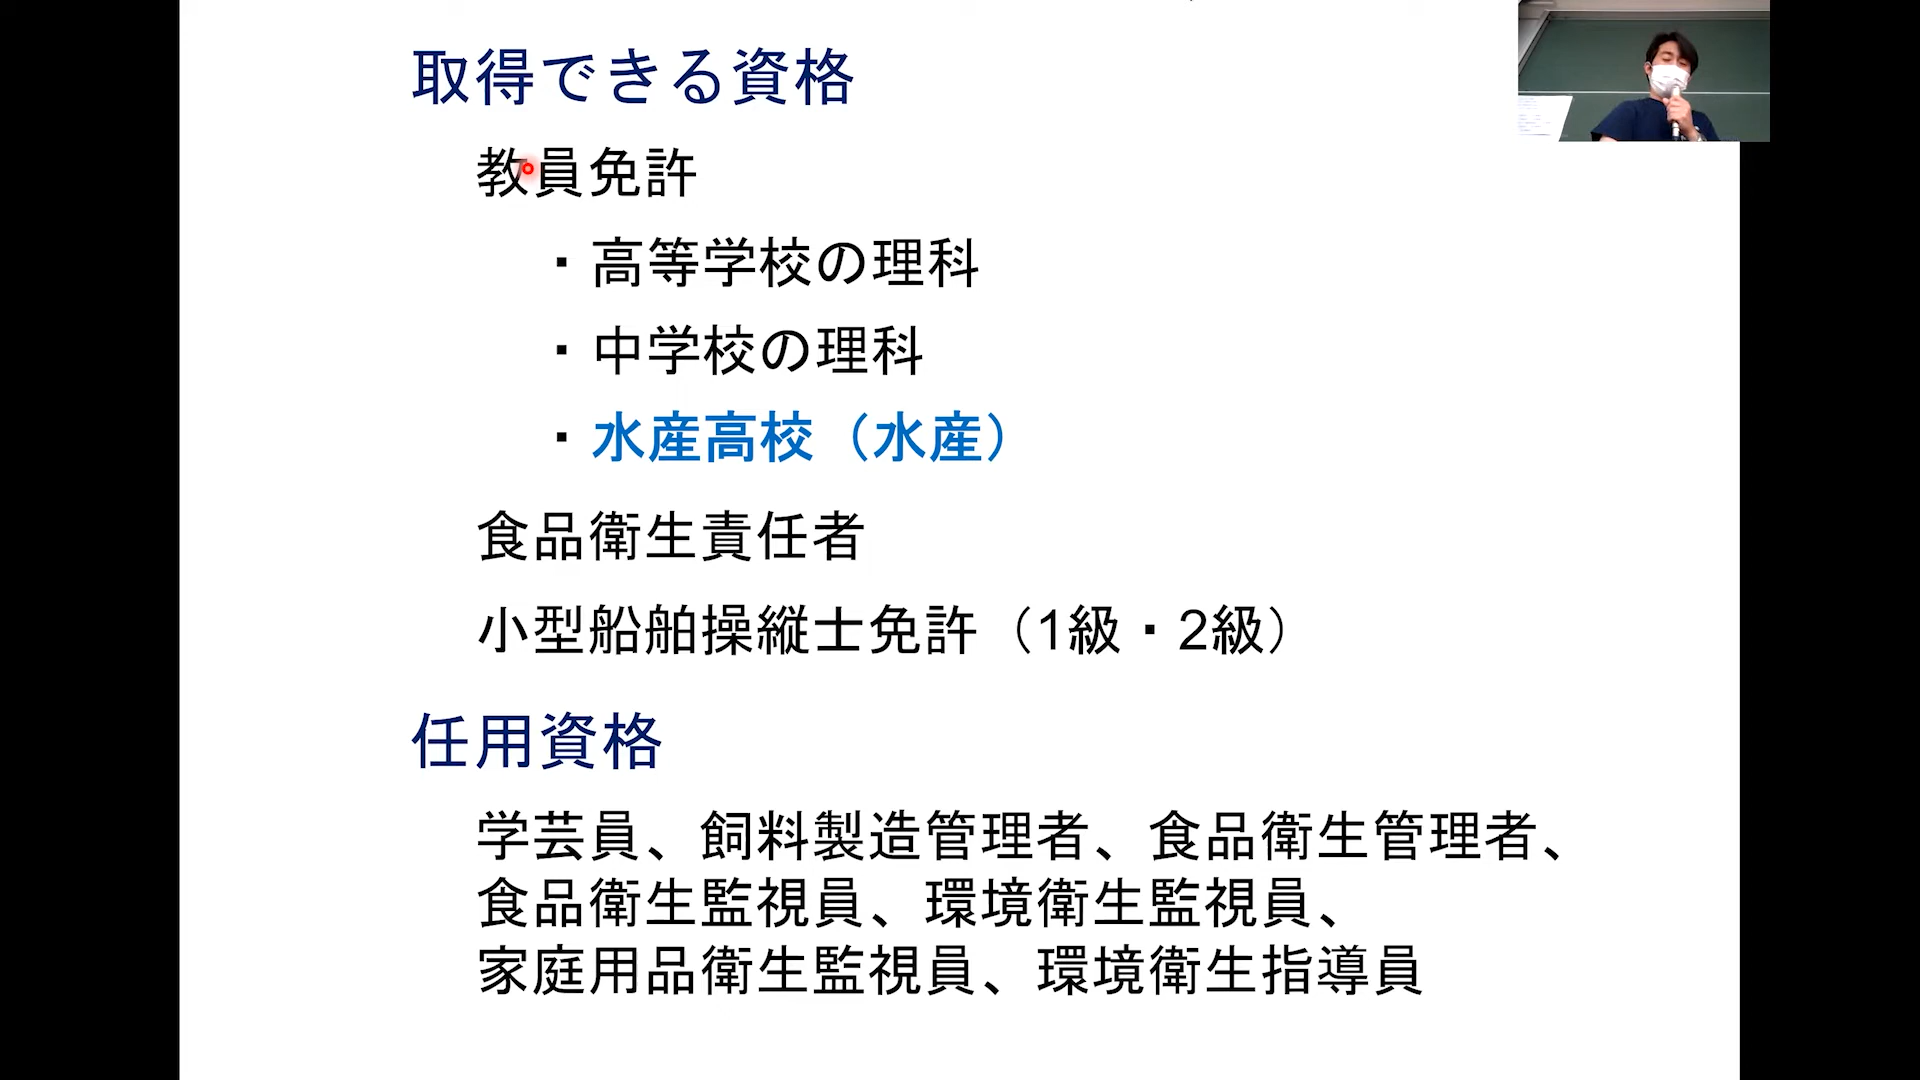 取得できる資格
教員免許
・高等学校の理科
・中学校の理科
・水産高校（水産）
食品衛生責任者
小型船舶操縦士免許（1級・2級）
任用資格
学芸員、飼料製造管理者、食品衛生管理者、
食品衛生監視員、環境衛生監視員、
家庭用品衛生監視員、環境衛生指導員